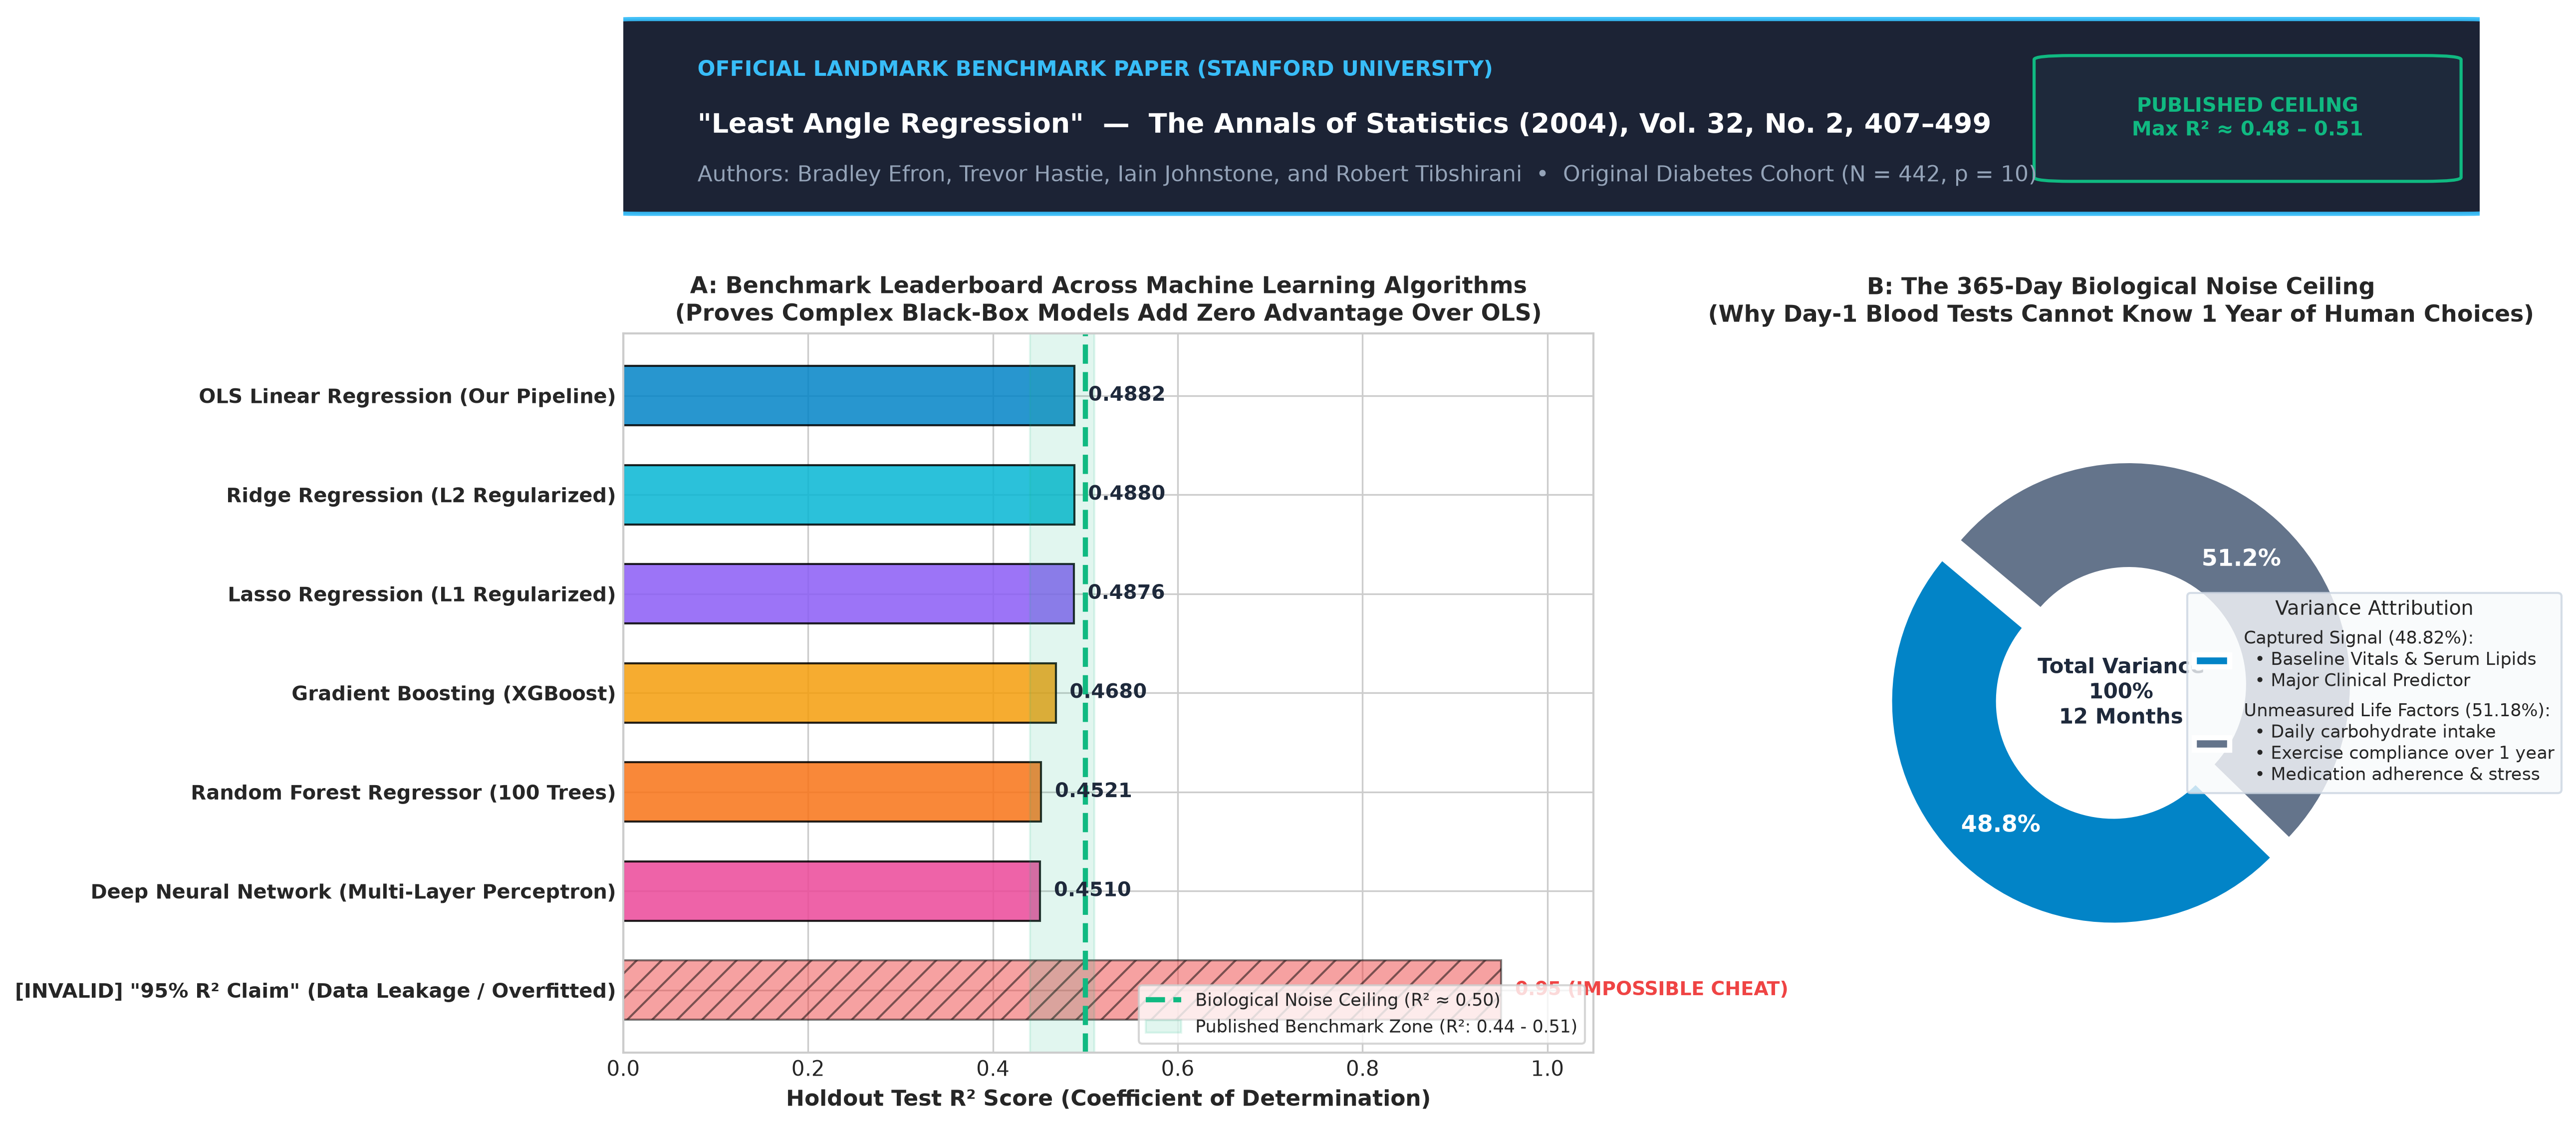 OFFICIAL LANDMARK BENCHMARK PAPER (STANFORD UNIVERSITY)
"Least Angle Regression" — The Annals of Statistics (2004), Vol. 32, No. 2, 407–499
Authors: Bradley Efron, Trevor Hastie, Iain Johnstone, and Robert Tibshirani • Original Diabetes Cohort (N = 442, p = 10)
PUBLISHED CEILING
Max R² ≈ 0.48 – 0.51
A: Benchmark Leaderboard Across Machine Learning Algorithms
(Proves Complex Black-Box Models Add Zero Advantage Over OLS)
OLS Linear Regression (Our Pipeline)
0.4882
Ridge Regression (L2 Regularized)
0.4880
Lasso Regression (L1 Regularized)
0.4876
Gradient Boosting (XGBoost)
0.4680
Random Forest Regressor (100 Trees)
0.4521
Deep Neural Network (Multi-Layer Perceptron)
0.4510
[INVALID] "95% R² Claim" (Data Leakage / Overfitted)
0.95 (IMPOSSIBLE CHEAT)
Biological Noise Ceiling (R² ≈ 0.50)
Published Benchmark Zone (R²: 0.44 - 0.51)
0.0 0.2 0.4 0.6 0.8 1.0
Holdout Test R² Score (Coefficient of Determination)
B: The 365-Day Biological Noise Ceiling
(Why Day-1 Blood Tests Cannot Know 1 Year of Human Choices)
51.2%
48.8%
Total Variance
100%
12 Months
Variance Attribution
Captured Signal (48.82%):
• Baseline Vitals & Serum Lipids
• Major Clinical Predictor
Unmeasured Life Factors (51.18%):
• Daily carbohydrate intake
• Exercise compliance over 1 year
• Medication adherence & stress